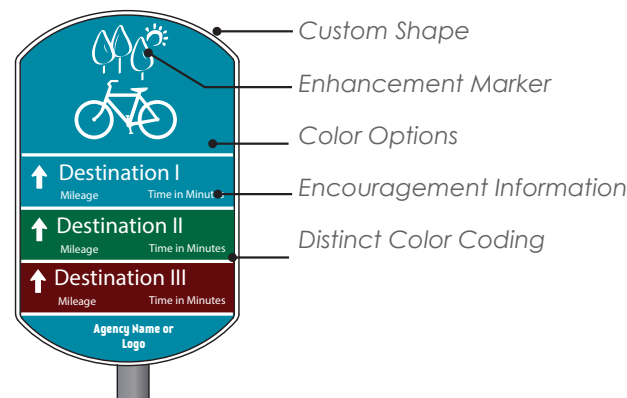 Custom Shape
Enhancement Marker
Color Options
Destination I
Mileage Time in Minutes
Encouragement Information
Destination II
Mileage Time in Minutes
Distinct Color Coding
Destination III
Mileage Time in Minutes
Agency Name or
Logo